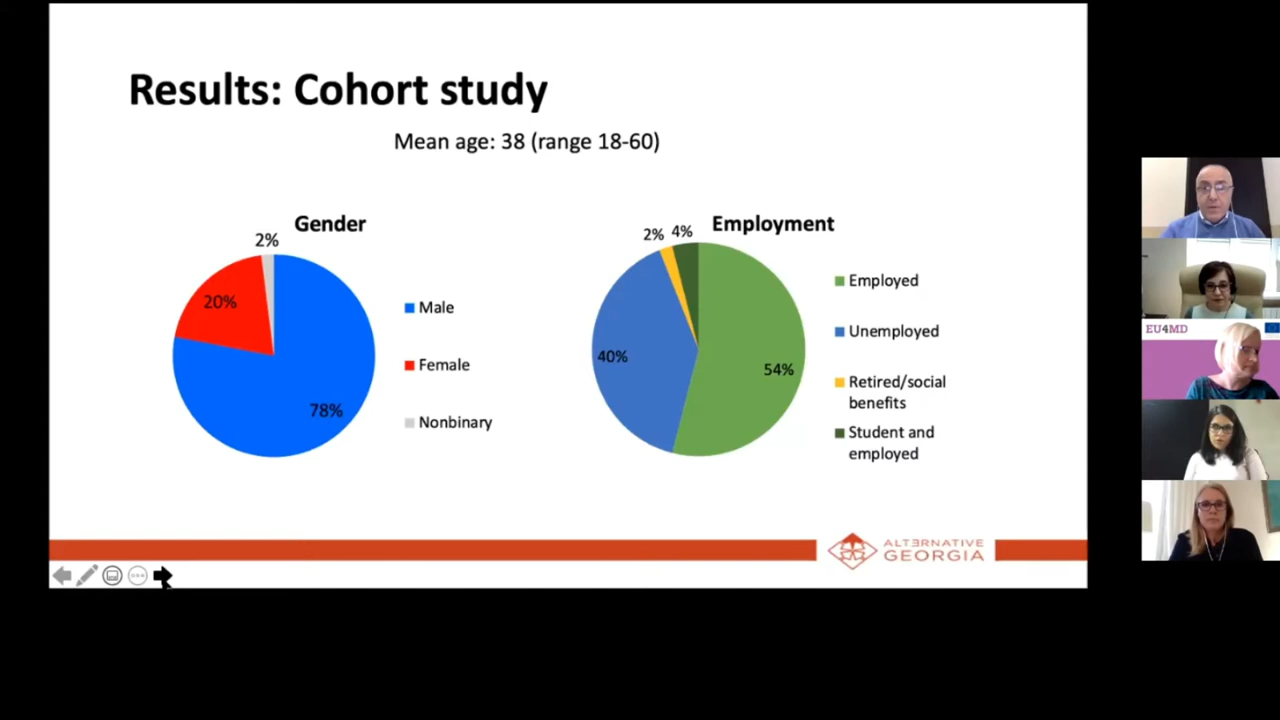 Results: Cohort study
Mean age: 38 (range 18-60)
Gender
2%
20%
78%
Male
Female
Nonbinary
Employment
2% 4%
40%
54%
Employed
Unemployed
Retired/social
benefits
Student and
employed
ALTƎRNATIVE
GEORGIA
EU4MD